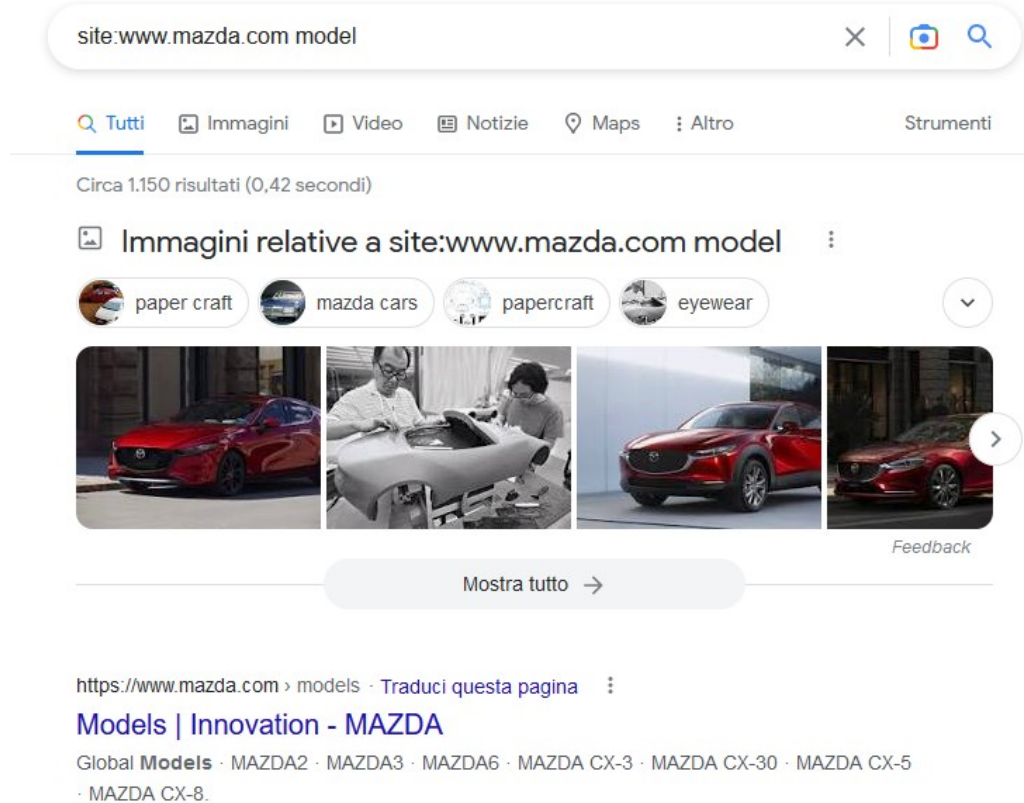 site:www.mazda.com model
Tutti Immagini Video Notizie Maps Altro Strumenti
Circa 1.150 risultati (0,42 secondi)
Immagini relative a site:www.mazda.com model
paper craft mazda cars papercraft eyewear
Feedback
Mostra tutto
https://www.mazda.com › models · Traduci questa pagina
Models | Innovation - MAZDA
Global Models · MAZDA2 · MAZDA3 · MAZDA6 · MAZDA CX-3 · MAZDA CX-30 · MAZDA CX-5
· MAZDA CX-8.